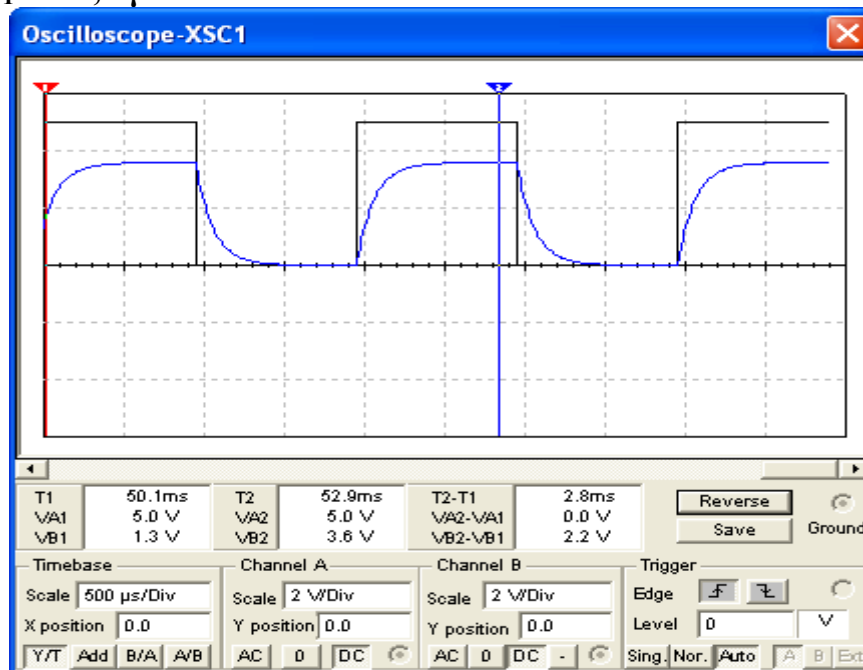 Oscilloscope-XSC1
1 2
T1 50.1ms T2 52.9ms T2-T1 2.8ms Reverse
VA1 5.0 V VA2 5.0 V VA2-VA1 0.0 V
VB1 1.3 V VB2 3.6 V VB2-VB1 2.2 V Save Ground
Timebase Channel A Channel B Trigger
Scale 500 µs/Div Scale 2 V/Div Scale 2 V/Div Edge
X position 0.0 Y position 0.0 Y position 0.0 Level 0 V
Y/T Add B/A A/B AC 0 DC AC 0 DC - Sing. Nor. Auto A B